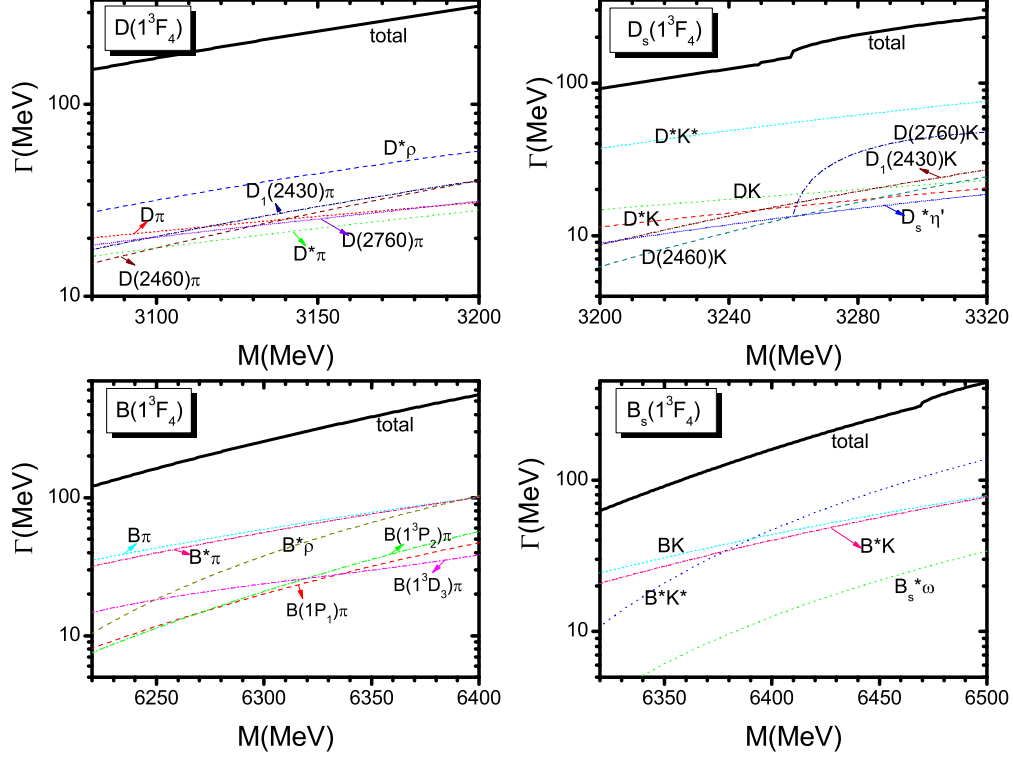 D(1³F₄)
total
D*ρ
D₁(2430)π
Dπ
D(2760)π
D*π
D(2460)π
100
10
3100
3150
3200
Γ(MeV)
M(MeV)
Dₛ(1³F₄)
total
D(2760)K
D*K*
D₁(2430)K
DK
D*K
Dₛ*η'
D(2460)K
100
10
3200
3240
3280
3320
Γ(MeV)
M(MeV)
B(1³F₄)
total
Bπ
B*ρ
B(1³P₂)π
B*π
B(1³D₃)π
B(1P₁)π
100
10
6250
6300
6350
6400
Γ(MeV)
M(MeV)
Bₛ(1³F₄)
total
BK
B*K
B*K*
Bₛ*ω
100
10
6350
6400
6450
6500
Γ(MeV)
M(MeV)